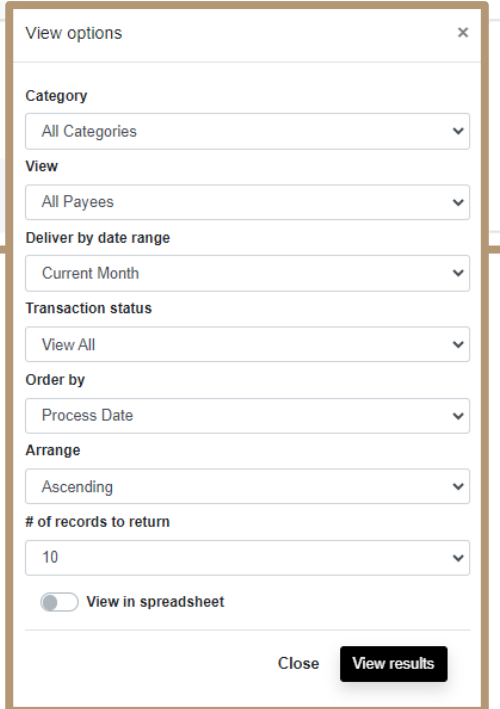 View options ×
Category
All Categories
View
All Payees
Deliver by date range
Current Month
Transaction status
View All
Order by
Process Date
Arrange
Ascending
# of records to return
10
View in spreadsheet
Close View results